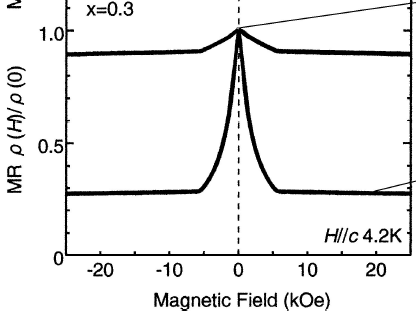 x=0.3
1.0
0.5
0
MR ρ(H)/ρ(0)
H//c 4.2K
-20 -10 0 10 20
Magnetic Field (kOe)